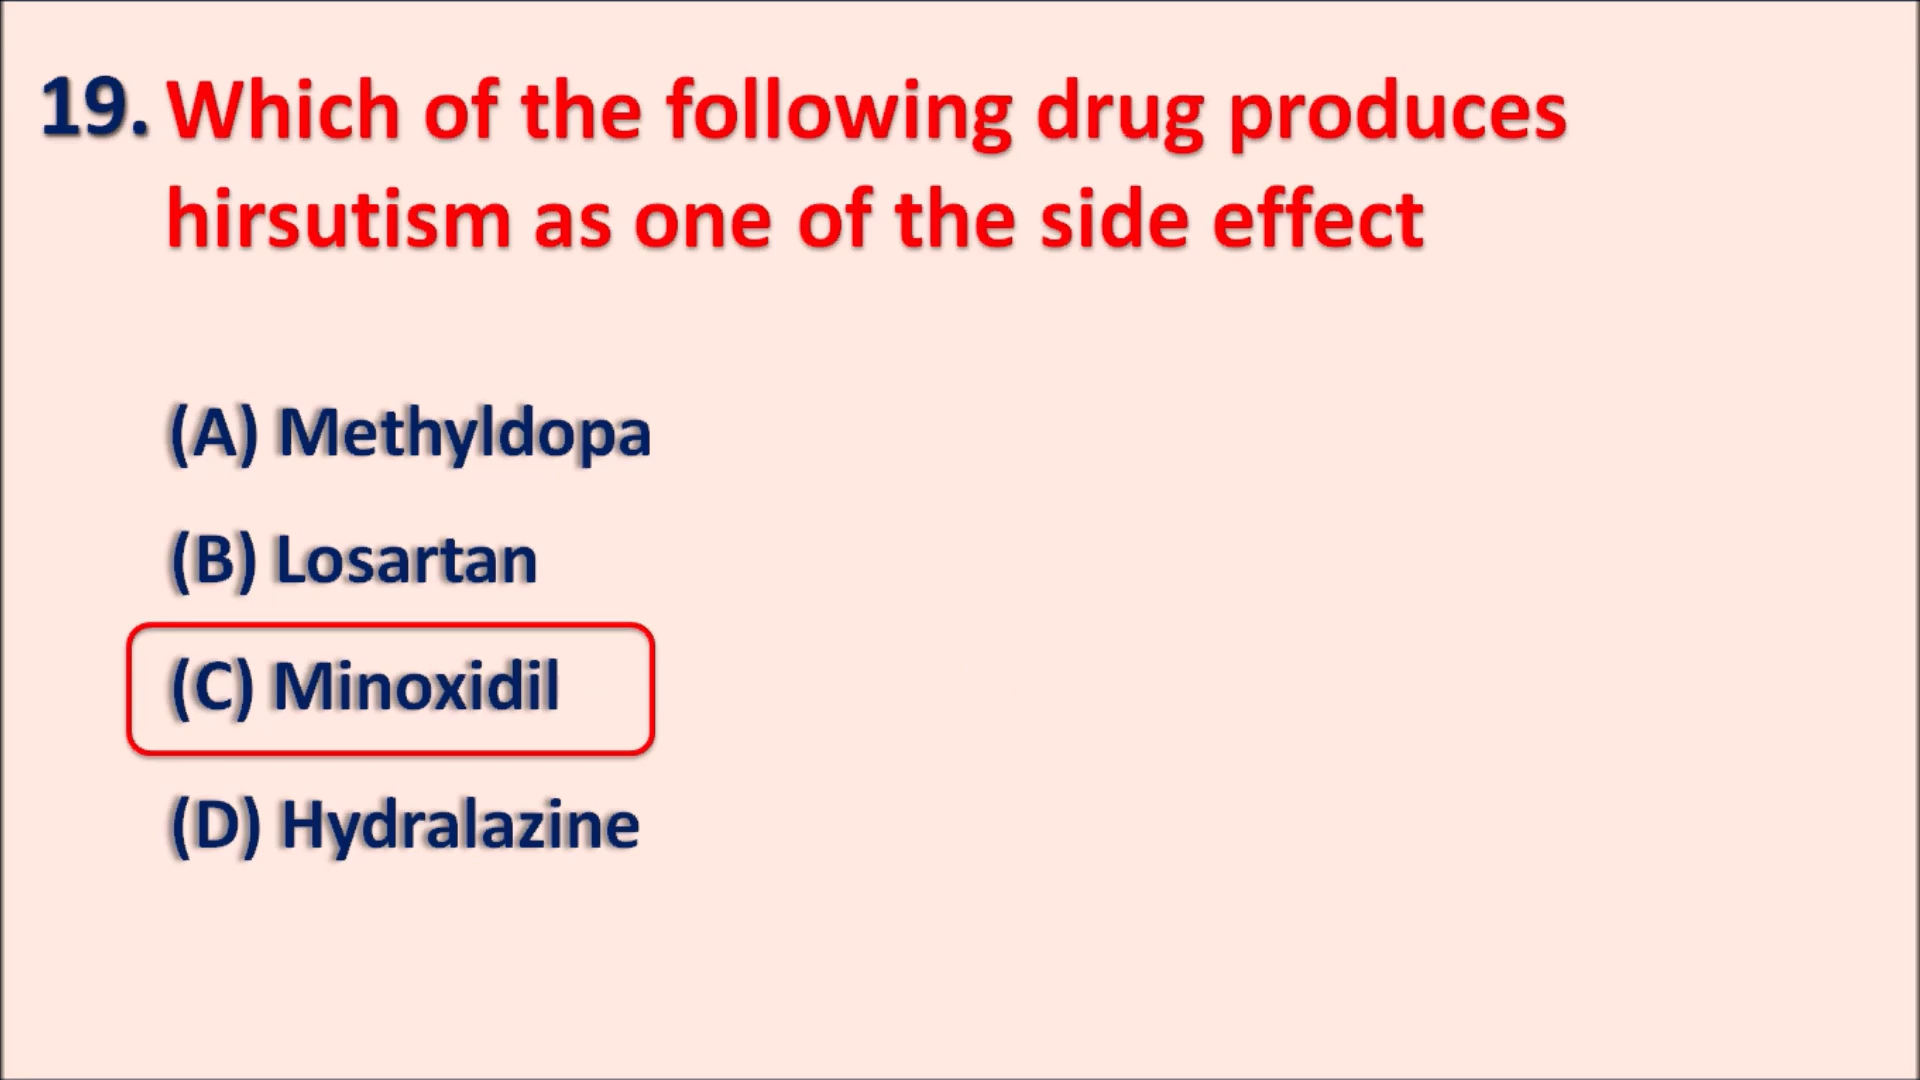 19. Which of the following drug produces
hirsutism as one of the side effect
(A) Methyldopa
(B) Losartan
(C) Minoxidil
(D) Hydralazine